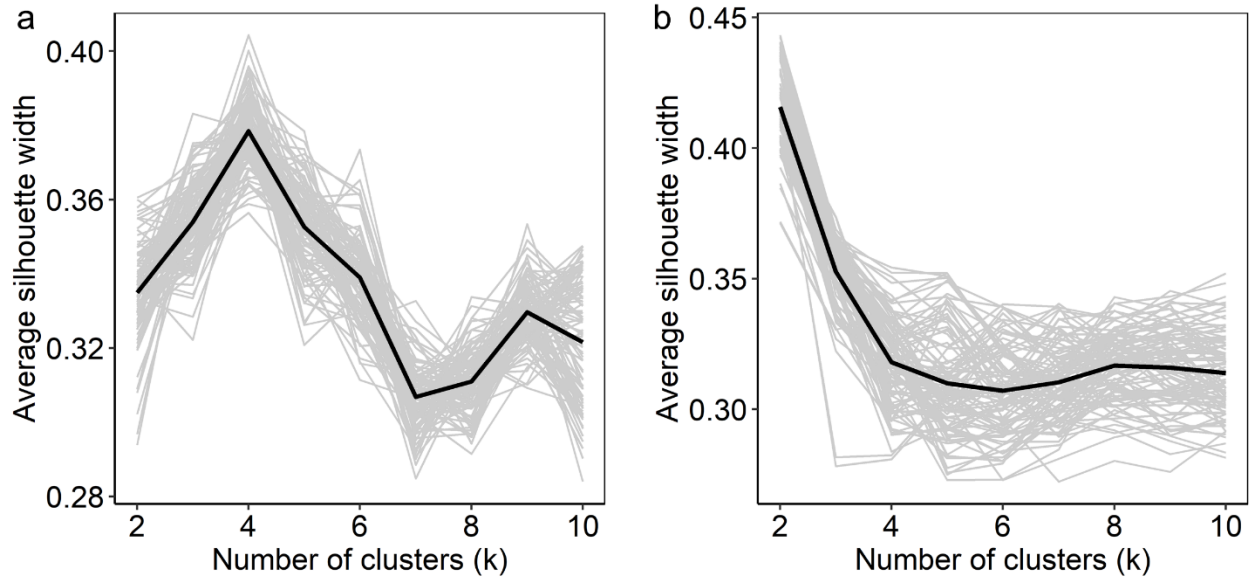 a
0.40
0.36
0.32
0.28
Average silhouette width
2 4 6 8 10
Number of clusters (k)
b
0.45
0.40
0.35
0.30
Average silhouette width
2 4 6 8 10
Number of clusters (k)